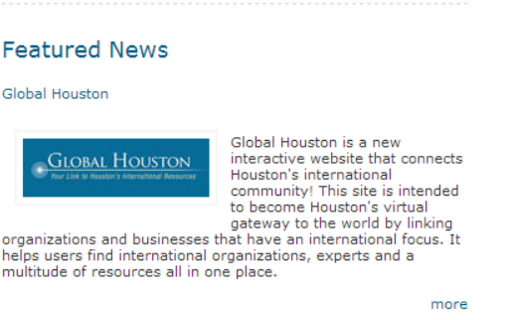 Featured News
Global Houston
GLOBAL HOUSTON
Your Link to Houston's International Resources
Global Houston is a new
interactive website that connects
Houston's international
community! This site is intended
to become Houston's virtual
gateway to the world by linking
organizations and businesses that have an international focus. It
helps users find international organizations, experts and a
multitude of resources all in one place.
more